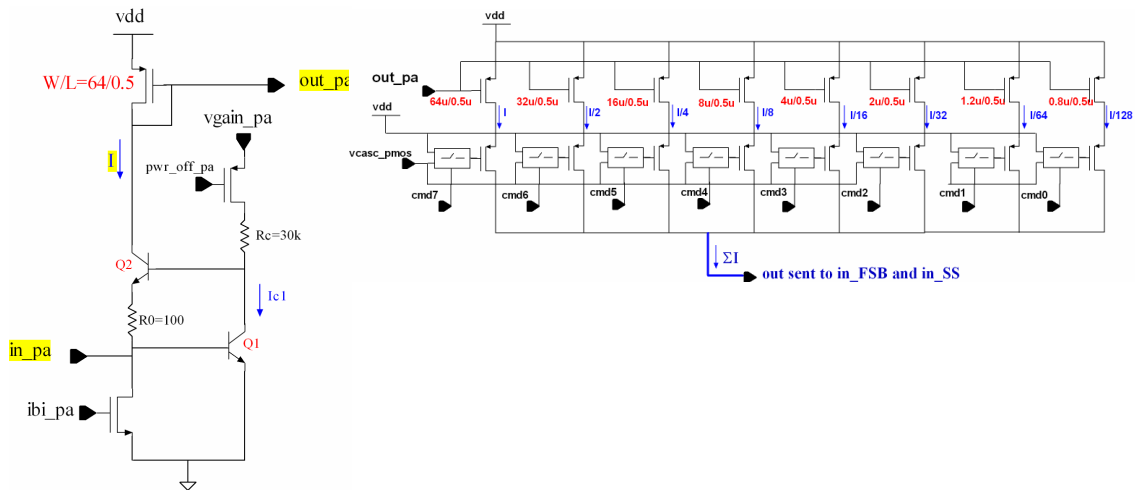 vdd
W/L=64/0.5
out_pa
vgain_pa
I
pwr_off_pa
Rc=30k
Q2
Ic1
R0=100
in_pa
Q1
ibi_pa
vdd
out_pa
64u/0.5u
32u/0.5u
16u/0.5u
8u/0.5u
4u/0.5u
2u/0.5u
1.2u/0.5u
0.8u/0.5u
vdd
I
I/2
I/4
I/8
I/16
I/32
I/64
I/128
vcasc_pmos
cmd7
cmd6
cmd5
cmd4
cmd3
cmd2
cmd1
cmd0
ΣI
out sent to in_FSB and in_SS